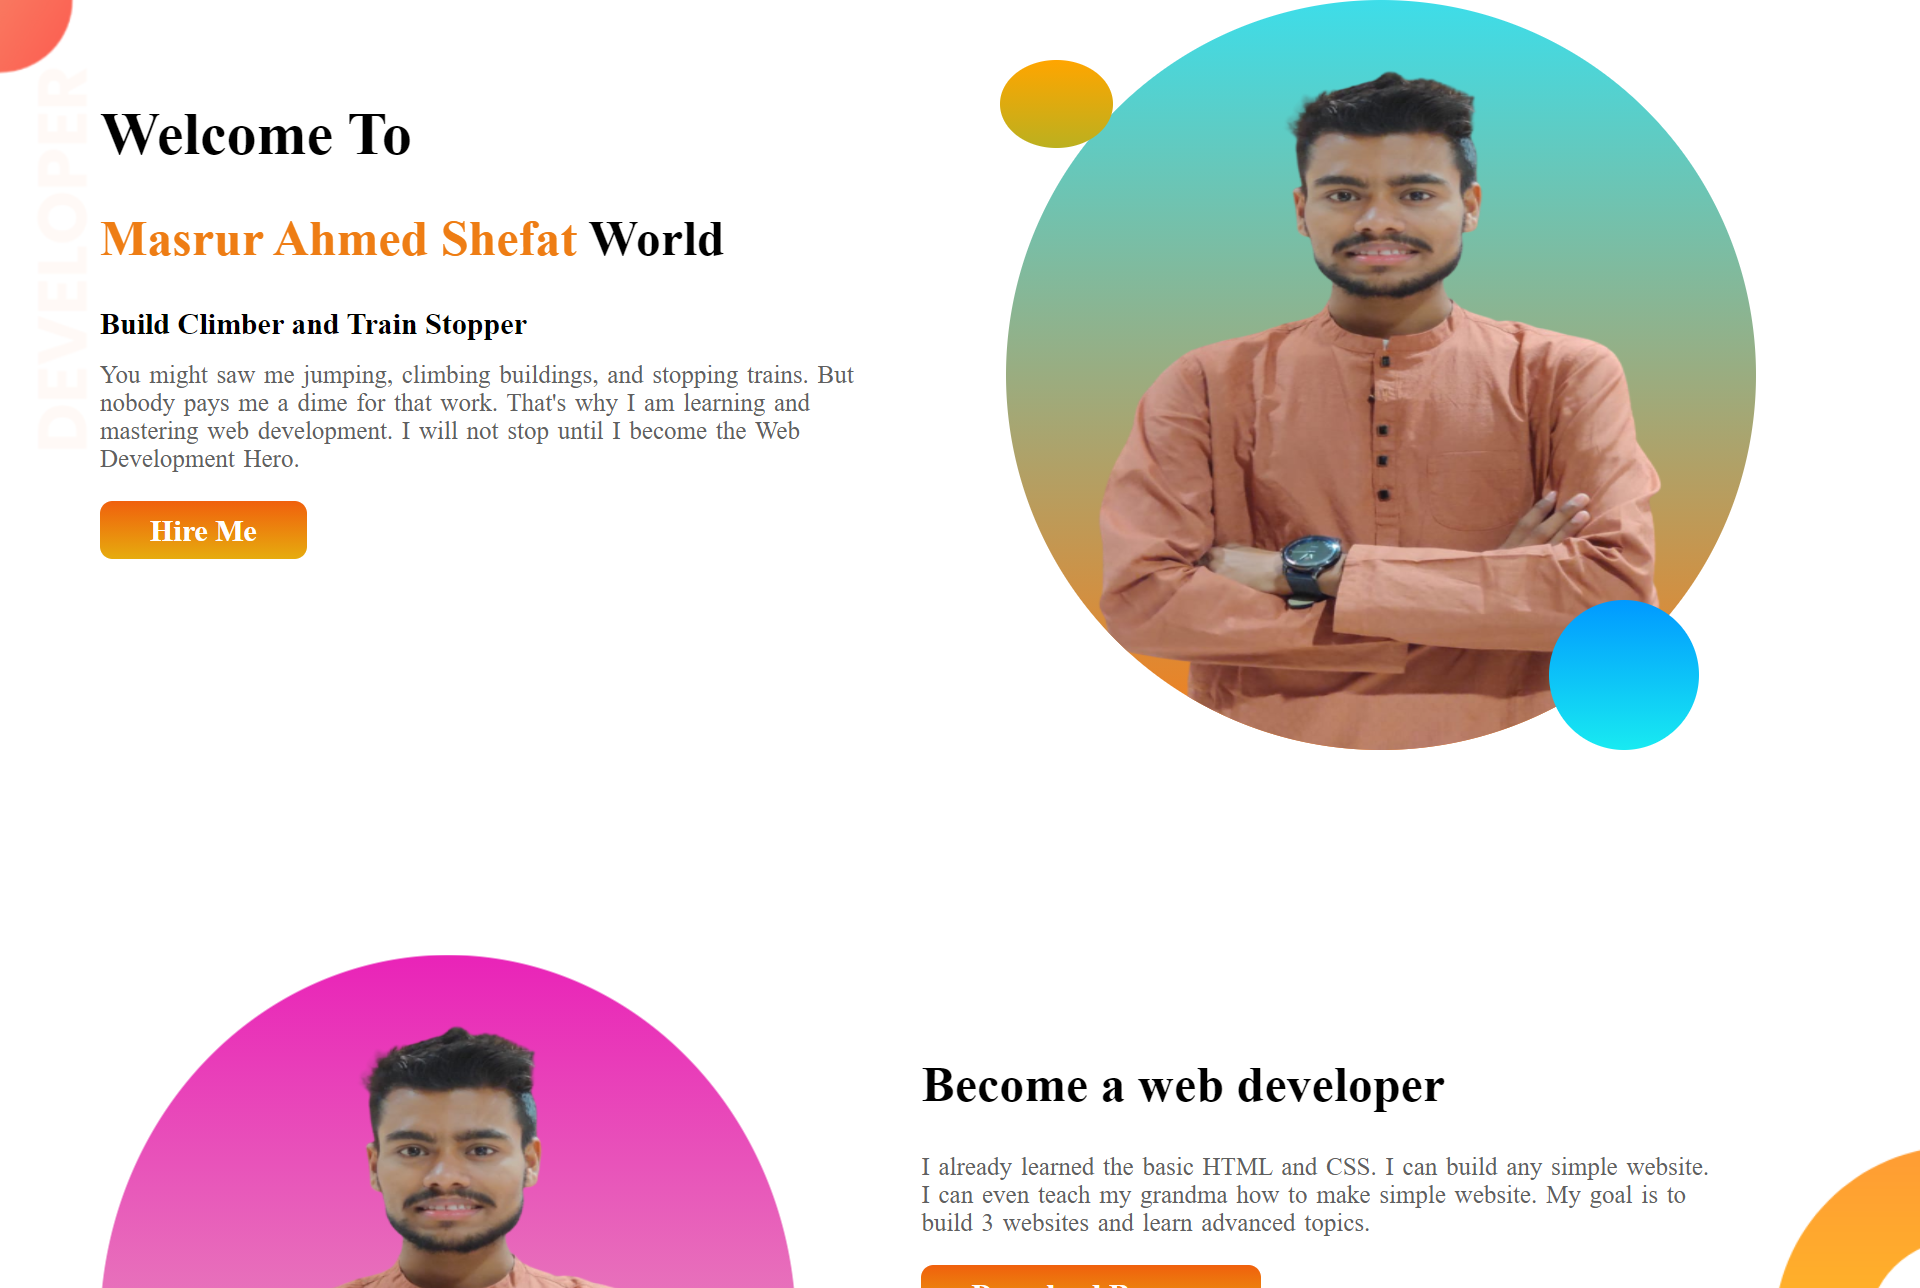 DEVELOPER
Welcome To
Masrur Ahmed Shefat World
Build Climber and Train Stopper
You might saw me jumping, climbing buildings, and stopping trains. But
nobody pays me a dime for that work. That's why I am learning and
mastering web development. I will not stop until I become the Web
Development Hero.
Hire Me
Become a web developer
I already learned the basic HTML and CSS. I can build any simple website.
I can even teach my grandma how to make simple website. My goal is to
build 3 websites and learn advanced topics.